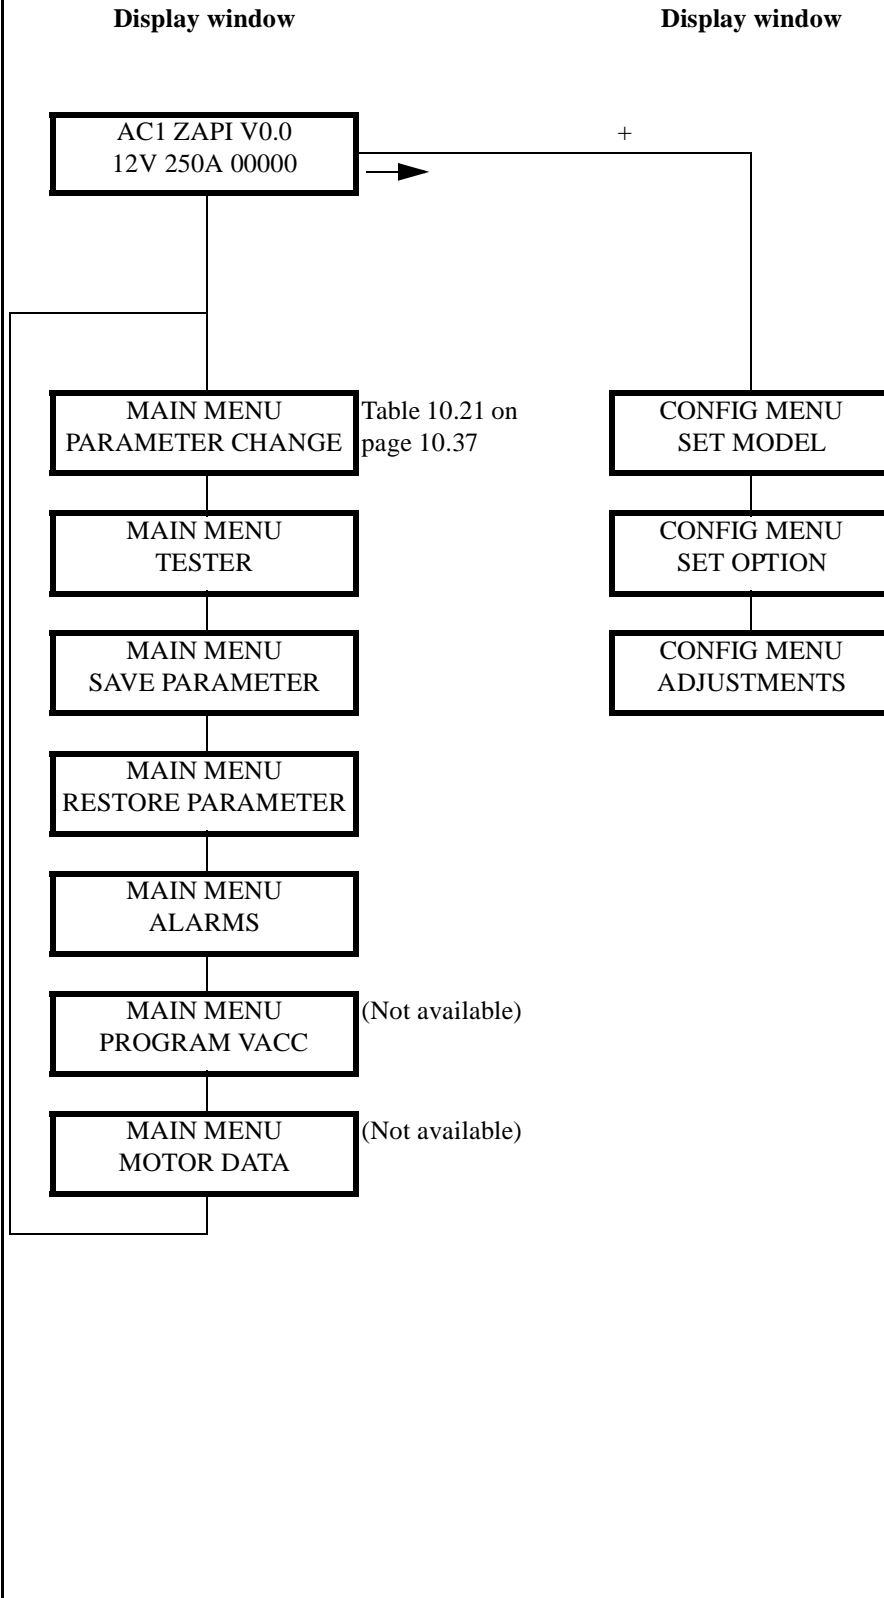 Display window
Display window
AC1 ZAPI V0.0
12V 250A 00000
+
MAIN MENU
PARAMETER CHANGE
Table 10.21 on
page 10.37
CONFIG MENU
SET MODEL
MAIN MENU
TESTER
CONFIG MENU
SET OPTION
MAIN MENU
SAVE PARAMETER
CONFIG MENU
ADJUSTMENTS
MAIN MENU
RESTORE PARAMETER
MAIN MENU
ALARMS
MAIN MENU
PROGRAM VACC
(Not available)
MAIN MENU
MOTOR DATA
(Not available)